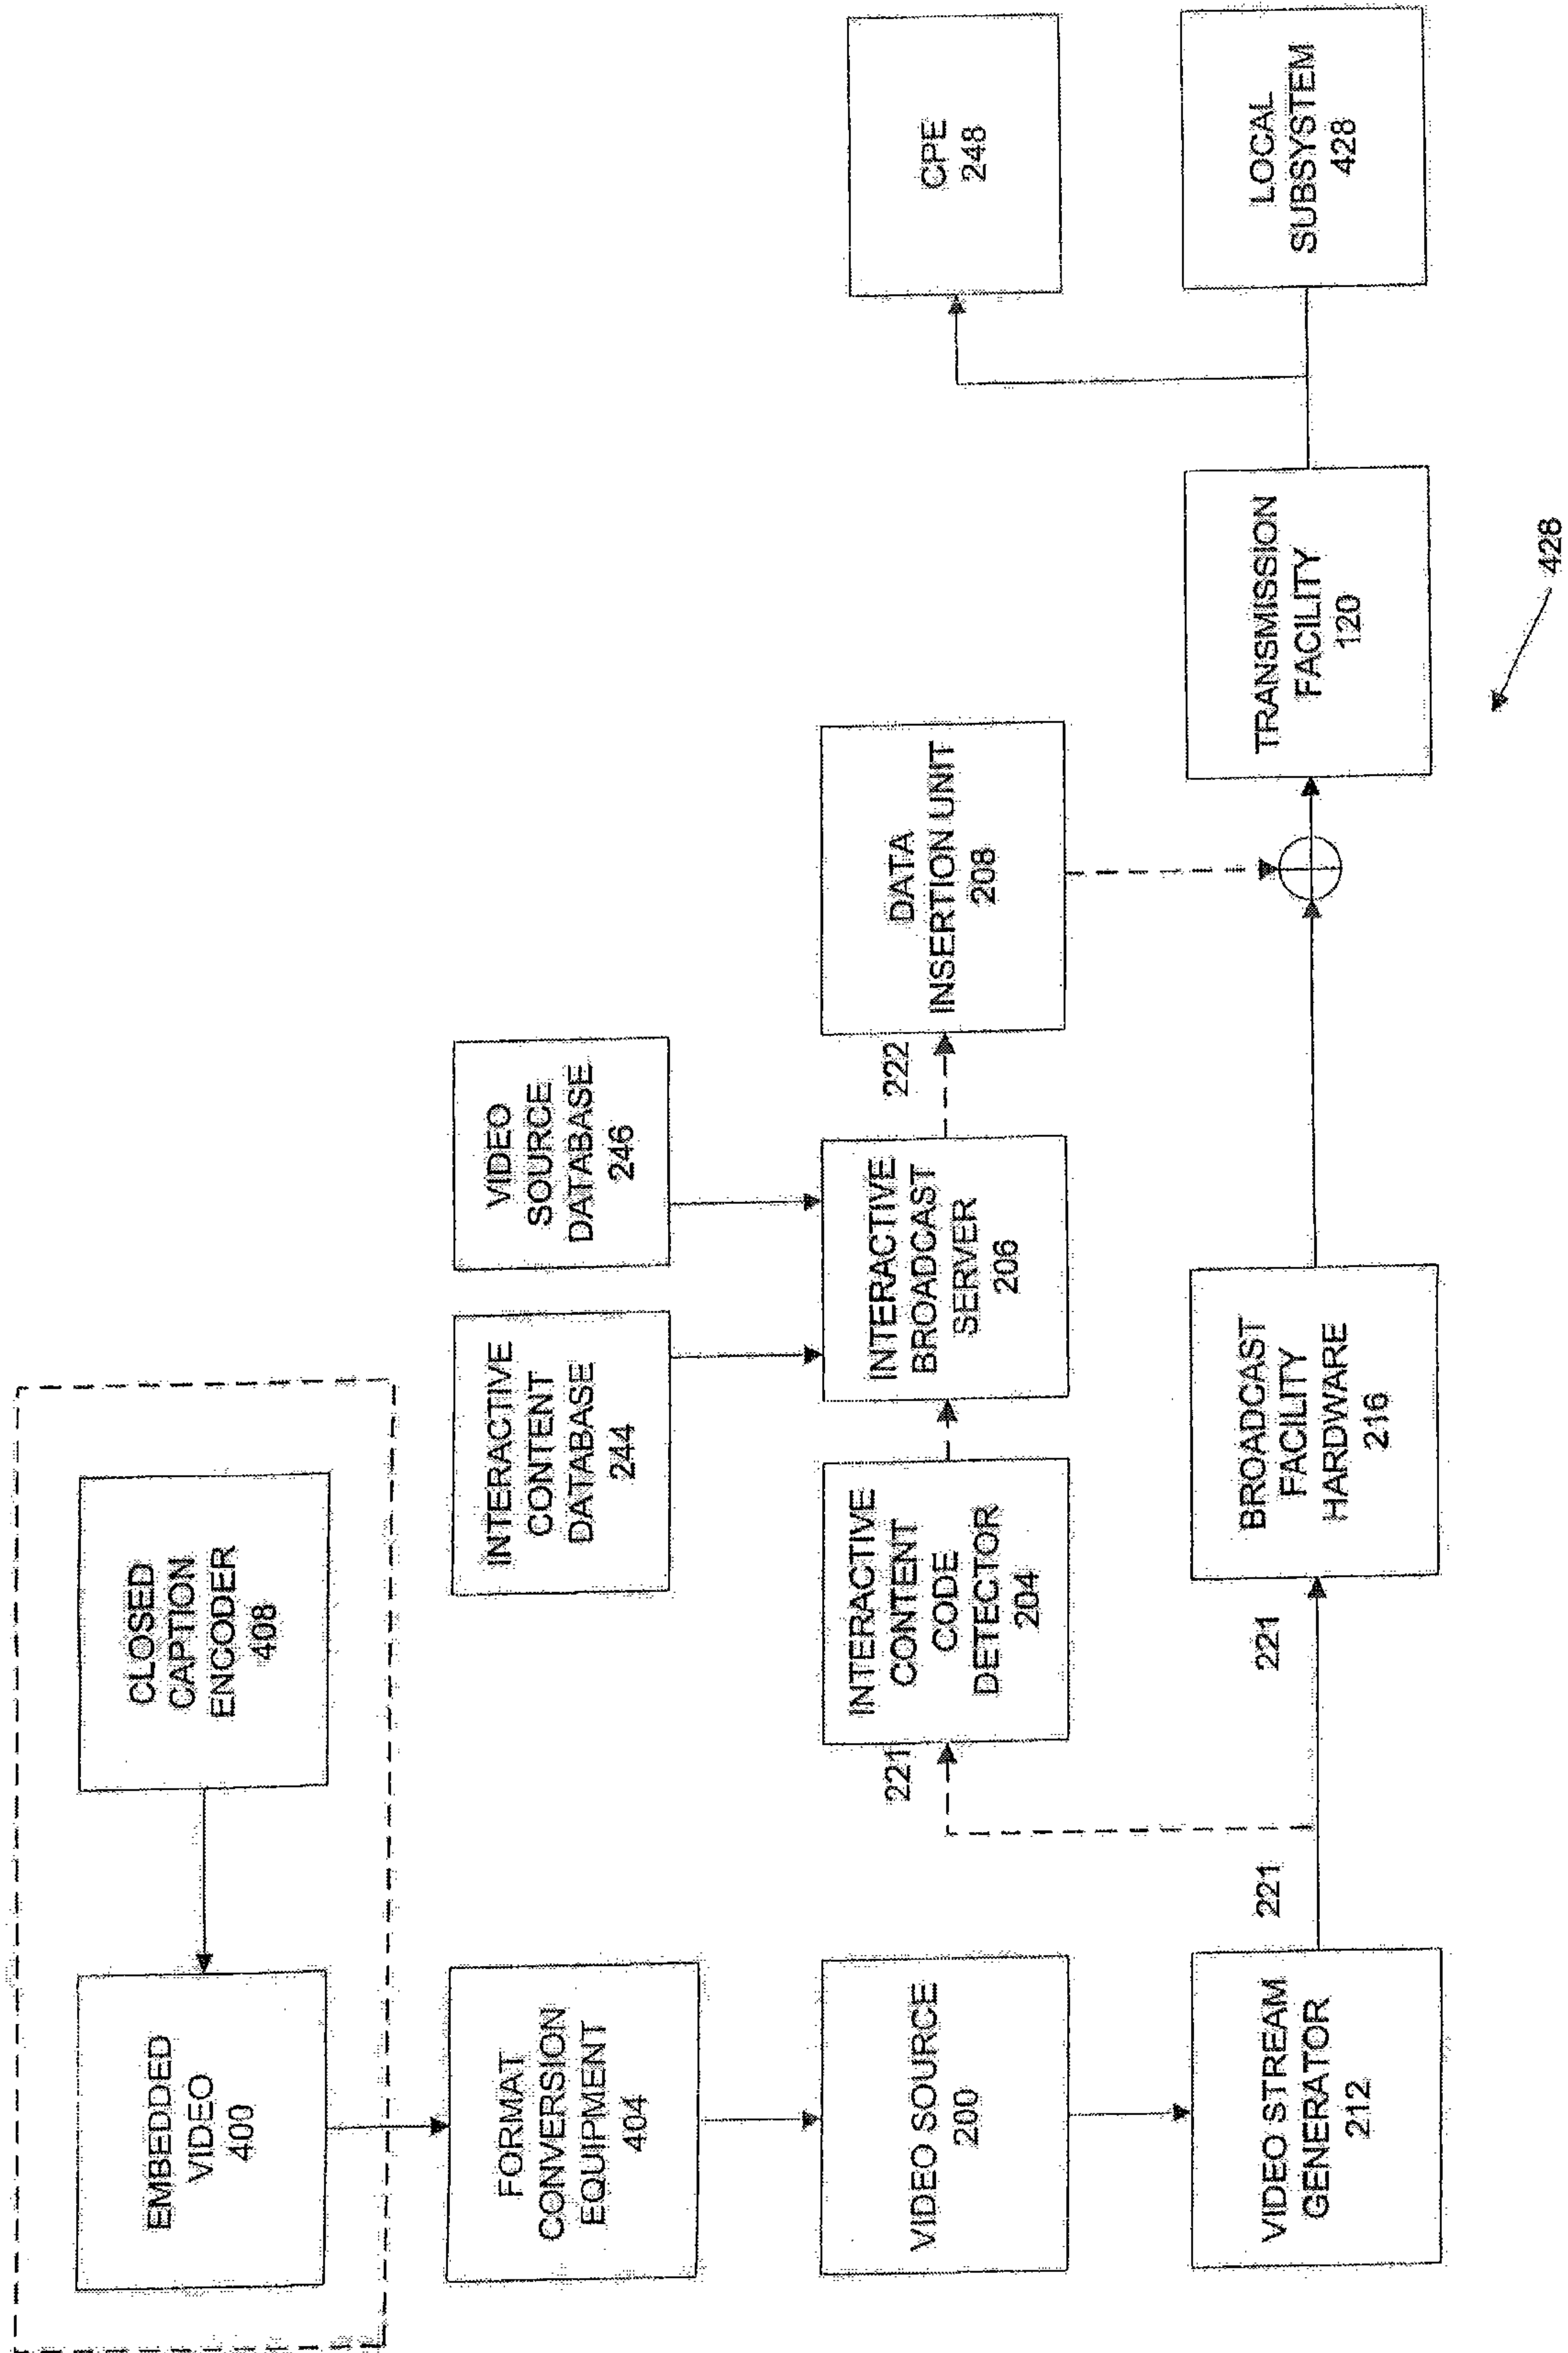 EMBEDDED
VIDEO
400
CLOSED
CAPTION
ENCODER
408
FORMAT
CONVERSION
EQUIPMENT
404
INTERACTIVE
CONTENT
DATABASE
244
VIDEO
SOURCE
DATABASE
246
VIDEO SOURCE
200
221
INTERACTIVE
CONTENT
CODE
DETECTOR
204
INTERACTIVE
BROADCAST
SERVER
206
222
DATA
INSERTION UNIT
208
CPE
248
VIDEO STREAM
GENERATOR
212
221
221
BROADCAST
FACILITY
HARDWARE
216
TRANSMISSION
FACILITY
120
LOCAL
SUBSYSTEM
428
428